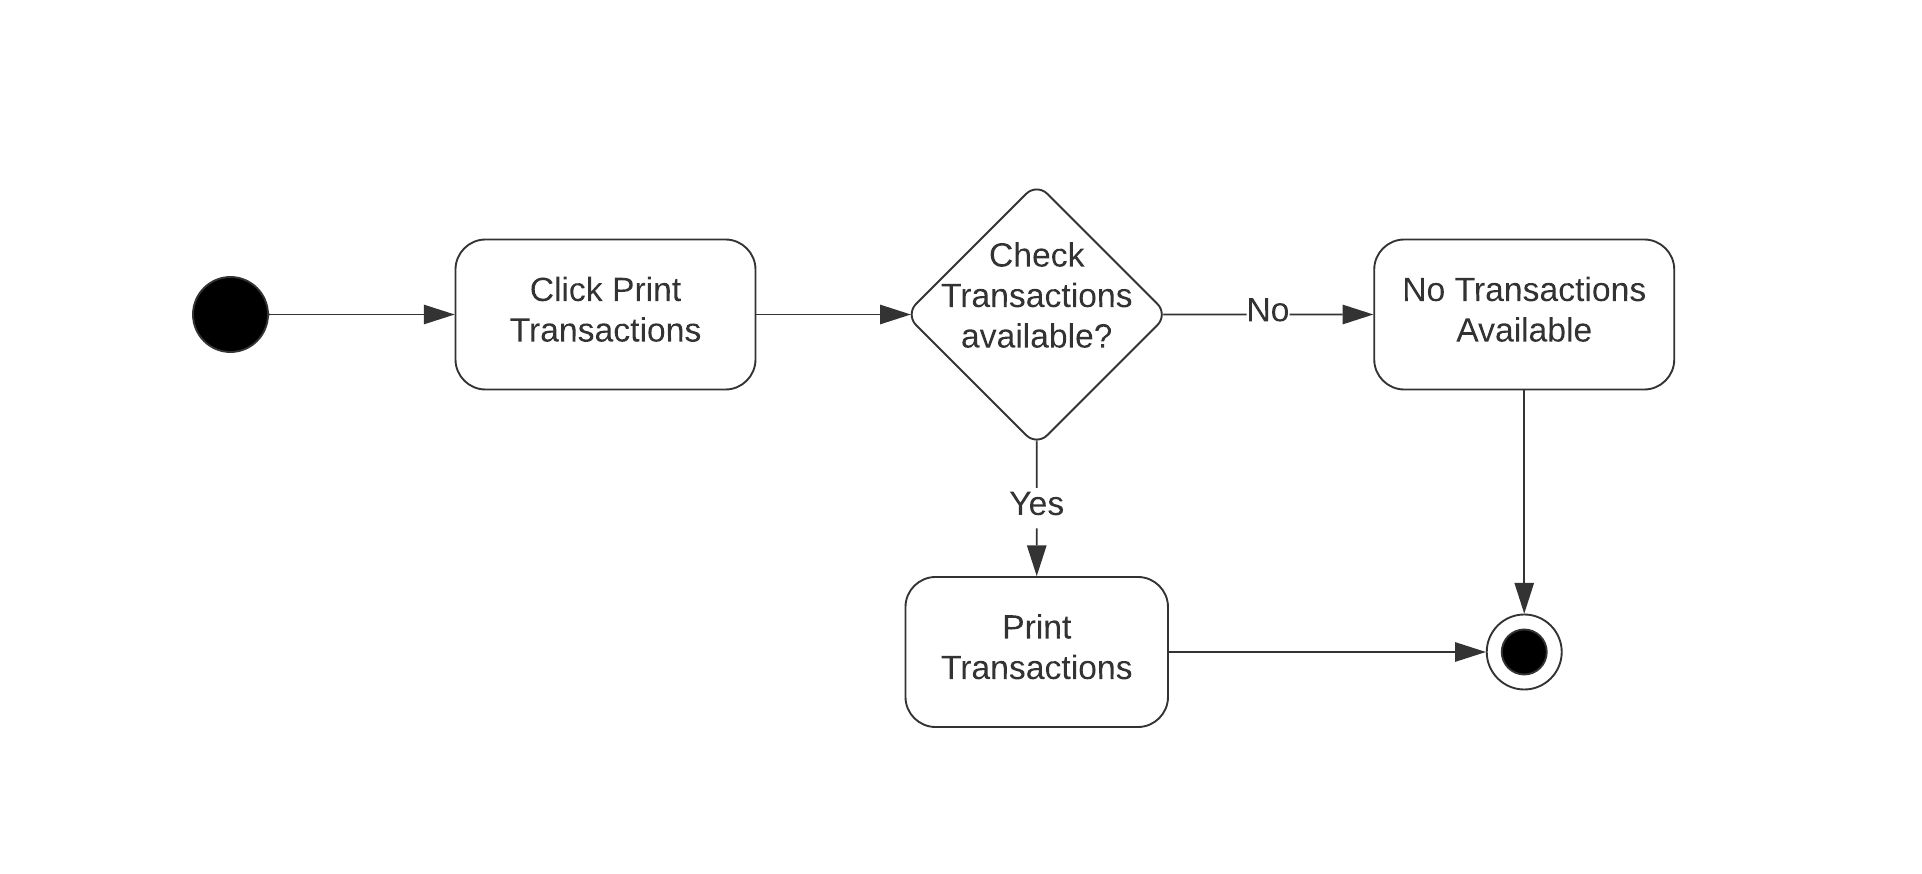 Click Print
Transactions
Check
Transactions
available?
No
No Transactions
Available
Yes
Print
Transactions